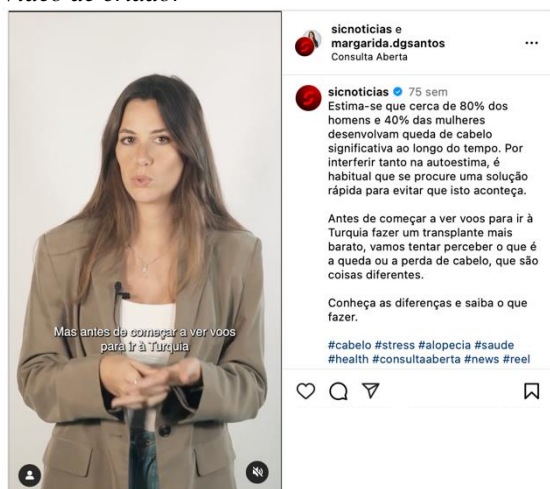 sicnoticias e
margarida.dgsantos
Consulta Aberta
sicnoticias 75 sem
Estima-se que cerca de 80% dos
homens e 40% das mulheres
desenvolvam queda de cabelo
significativa ao longo do tempo. Por
interferir tanto na autoestima, é
habitual que se procure uma solução
rápida para evitar que isto aconteça.
Antes de começar a ver voos para ir à
Turquia fazer um transplante mais
barato, vamos tentar perceber o que é
a queda ou a perda de cabelo, que são
coisas diferentes.
Conheça as diferenças e saiba o que
fazer.
#cabelo #stress #alopecia #saude
#health #consultaaberta #news #reel
Mas antes de começar a ver voos
para ir à Turquia